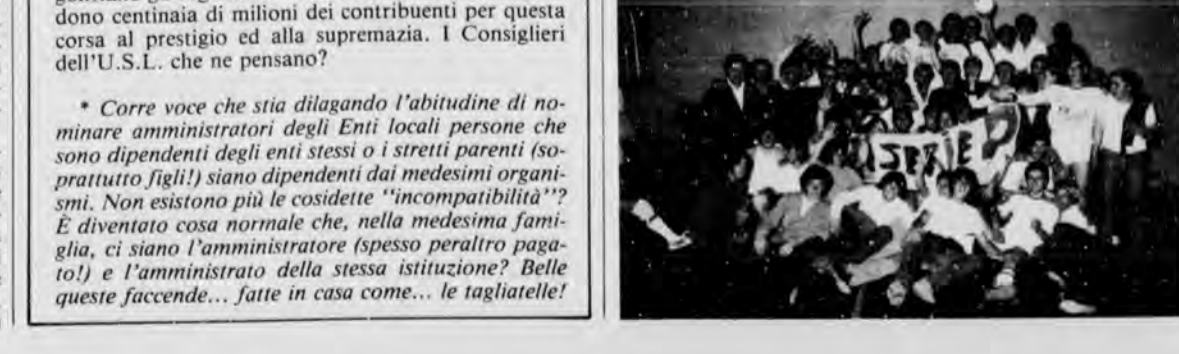 dono centinaia di milioni dei contribuenti per questa
corsa al prestigio ed alla supremazia. I Consiglieri
dell'U.S.L. che ne pensano?
* Corre voce che stia dilagando l'abitudine di no-
minare amministratori degli Enti locali persone che
sono dipendenti degli enti stessi o i stretti parenti (so-
prattutto figli!) siano dipendenti dai medesimi organi-
smi. Non esistono più le cosidette "incompatibilità"?
È diventato cosa normale che, nella medesima fami-
glia, ci siano l'amministratore (spesso peraltro paga-
to!) e l'amministrato della stessa istituzione? Belle
queste faccende... fatte in casa come... le tagliatelle!
SERIE D